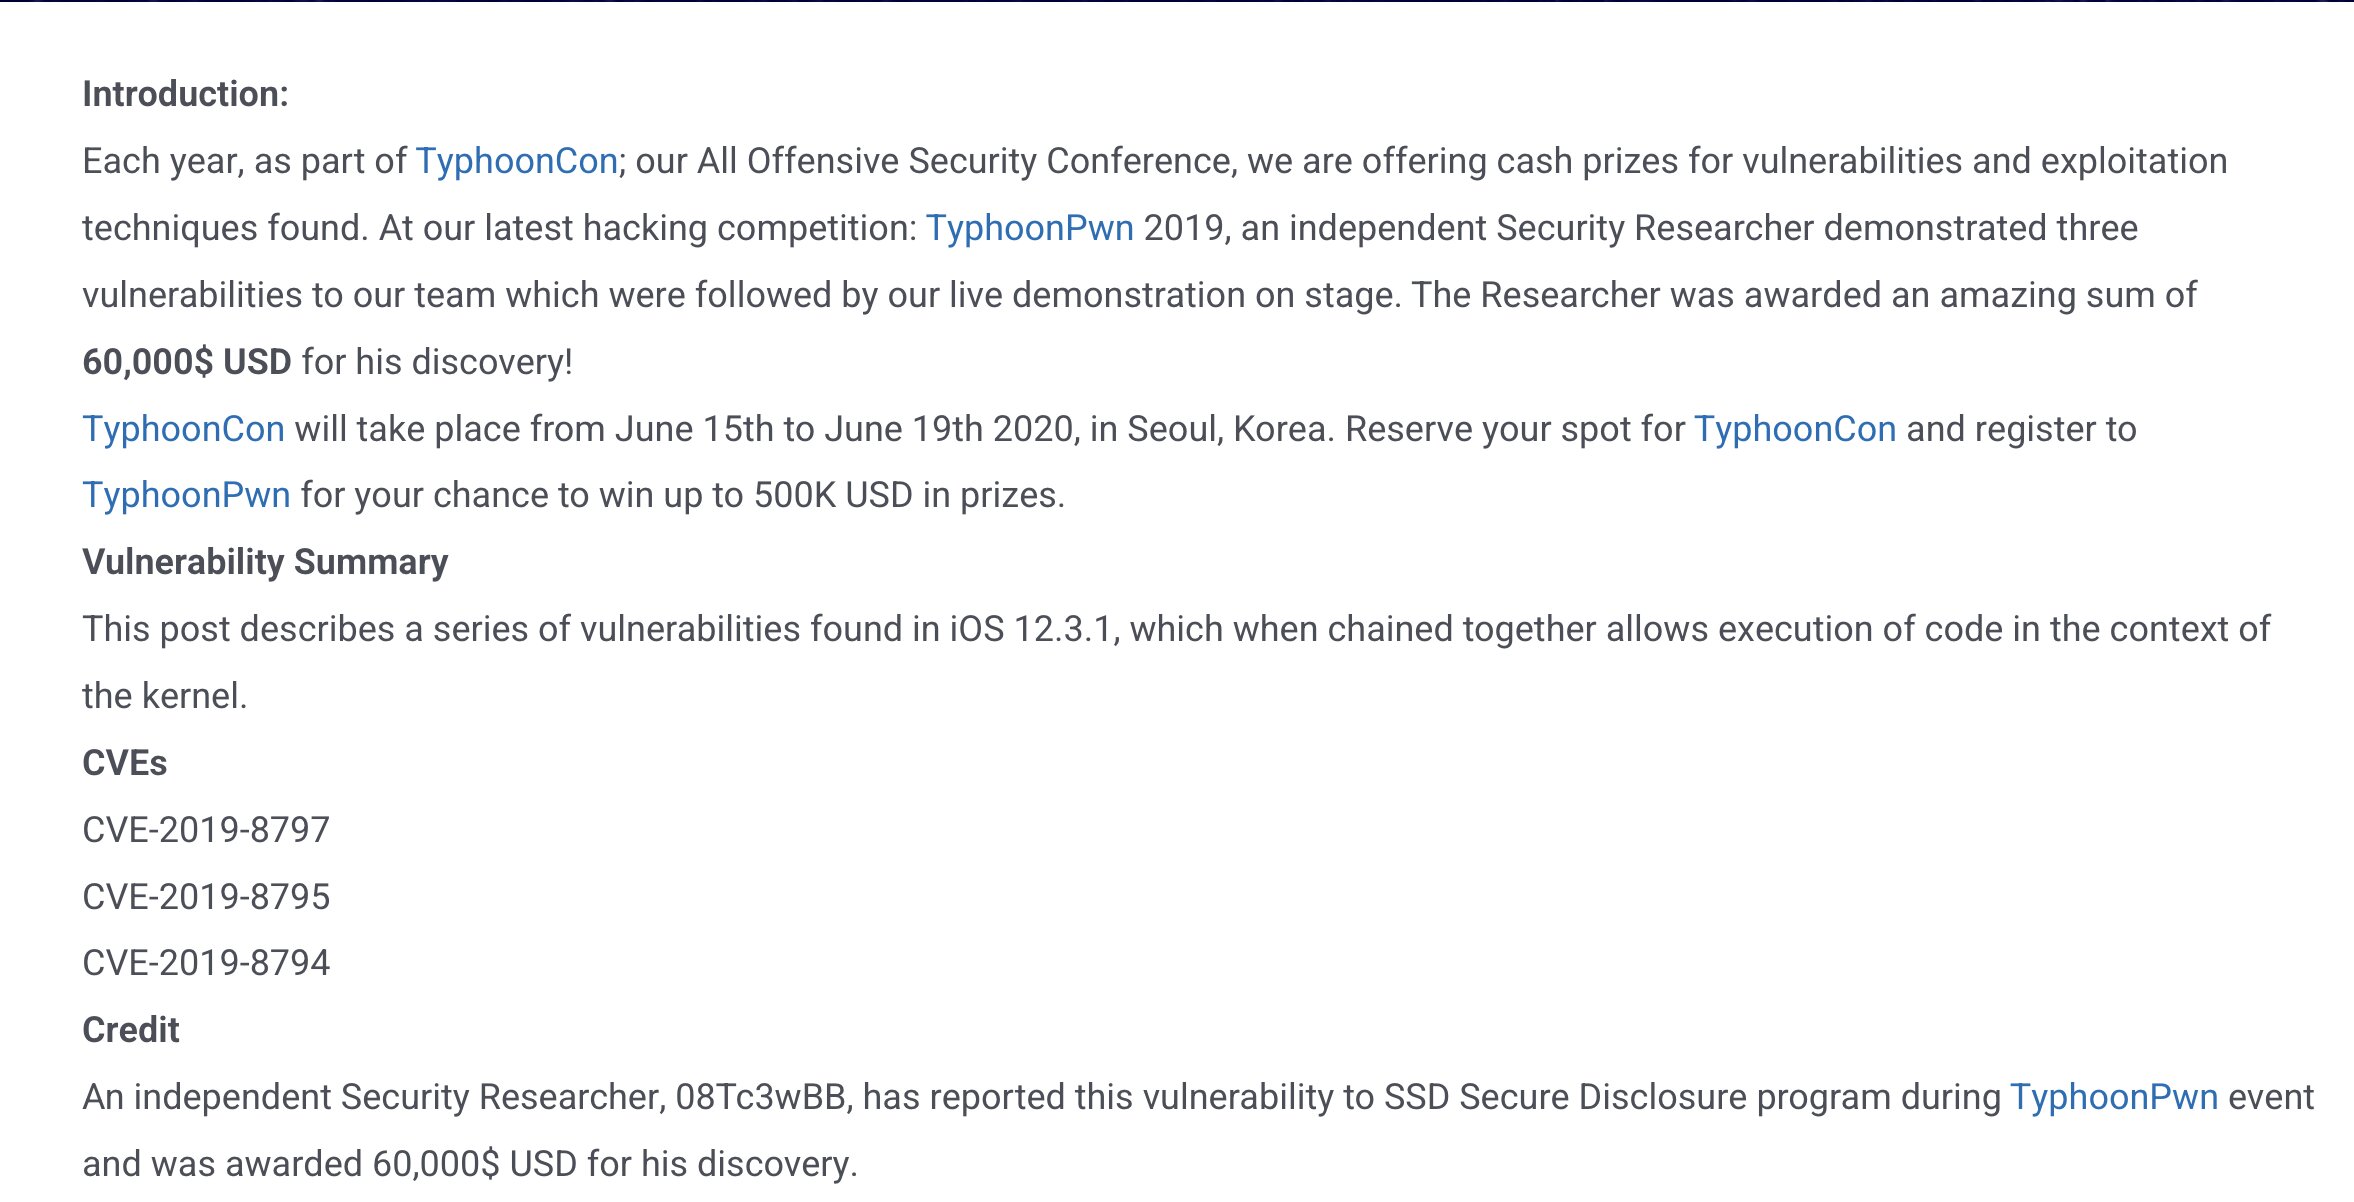 Introduction:
Each year, as part of TyphoonCon; our All Offensive Security Conference, we are offering cash prizes for vulnerabilities and exploitation
techniques found. At our latest hacking competition: TyphoonPwn 2019, an independent Security Researcher demonstrated three
vulnerabilities to our team which were followed by our live demonstration on stage. The Researcher was awarded an amazing sum of
60,000$ USD for his discovery!
TyphoonCon will take place from June 15th to June 19th 2020, in Seoul, Korea. Reserve your spot for TyphoonCon and register to
TyphoonPwn for your chance to win up to 500K USD in prizes.
Vulnerability Summary
This post describes a series of vulnerabilities found in iOS 12.3.1, which when chained together allows execution of code in the context of
the kernel.
CVEs
CVE-2019-8797
CVE-2019-8795
CVE-2019-8794
Credit
An independent Security Researcher, 08Tc3wBB, has reported this vulnerability to SSD Secure Disclosure program during TyphoonPwn event
and was awarded 60,000$ USD for his discovery.